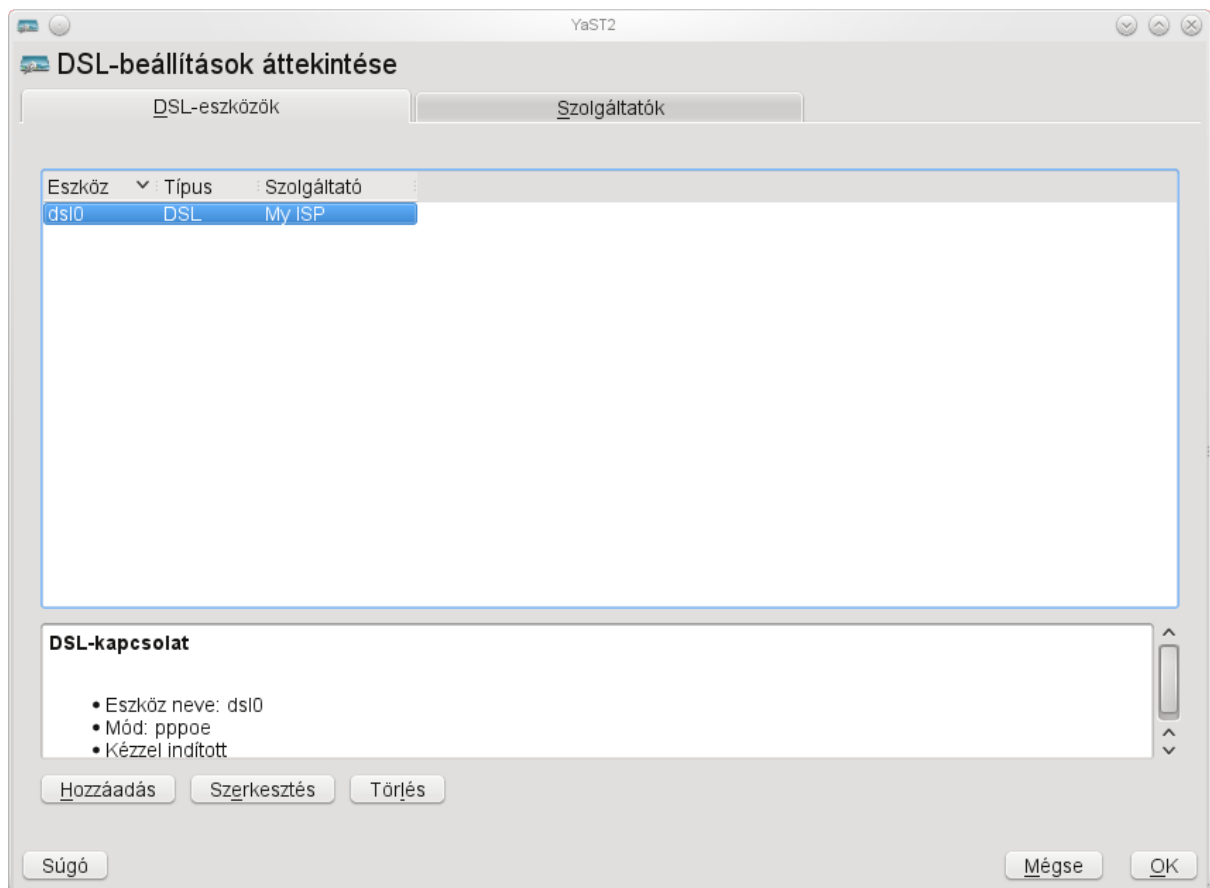 YaST2
DSL-beállítások áttekintése
DSL-eszközök Szolgáltatók
Eszköz Típus Szolgáltató
dsl0 DSL My ISP
DSL-kapcsolat
• Eszköz neve: dsl0
• Mód: pppoe
• Kézzel indított
Hozzáadás Szerkesztés Törlés
Súgó Mégse OK